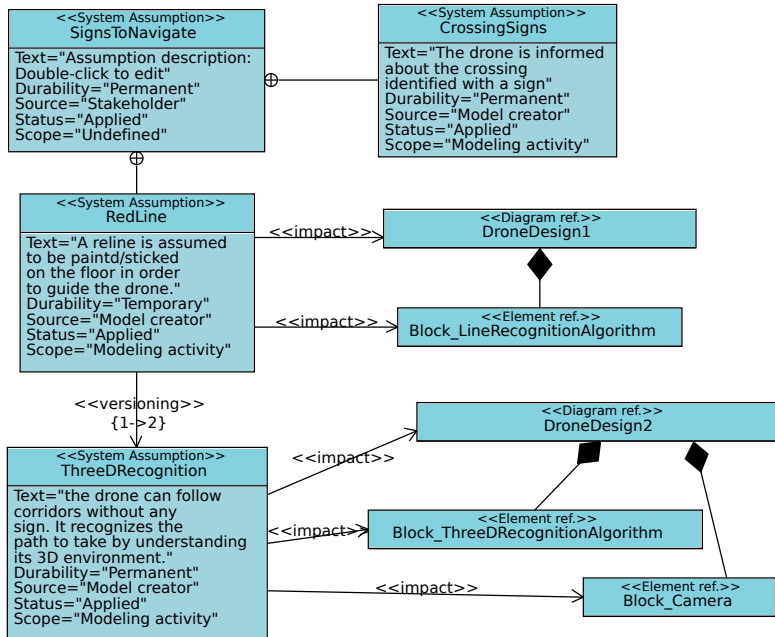 <<System Assumption>>
SignsToNavigate
Text="Assumption description:
Double-click to edit"
Durability="Permanent"
Source="Stakeholder"
Status="Applied"
Scope="Undefined"
<<System Assumption>>
CrossingSigns
Text="The drone is informed
about the crossing
identified with a sign"
Durability="Permanent"
Source="Model creator"
Status="Applied"
Scope="Modeling activity"
<<System Assumption>>
RedLine
Text="A reline is assumed
to be paintd/sticked
on the floor in order
to guide the drone."
Durability="Temporary"
Source="Model creator"
Status="Applied"
Scope="Modeling activity"
<<impact>>
<<Diagram ref.>>
DroneDesign1
<<impact>>
<<Element ref.>>
Block_LineRecognitionAlgorithm
<<versioning>>
{1->2}
<<System Assumption>>
ThreeDRecognition
Text="the drone can follow
corridors without any
sign. It recognizes the
path to take by understanding
its 3D environment."
Durability="Permanent"
Source="Model creator"
Status="Applied"
Scope="Modeling activity"
<<impact>>
<<Diagram ref.>>
DroneDesign2
<<impact>>
<<Element ref.>>
Block_ThreeDRecognitionAlgorithm
<<impact>>
<<Element ref.>>
Block_Camera